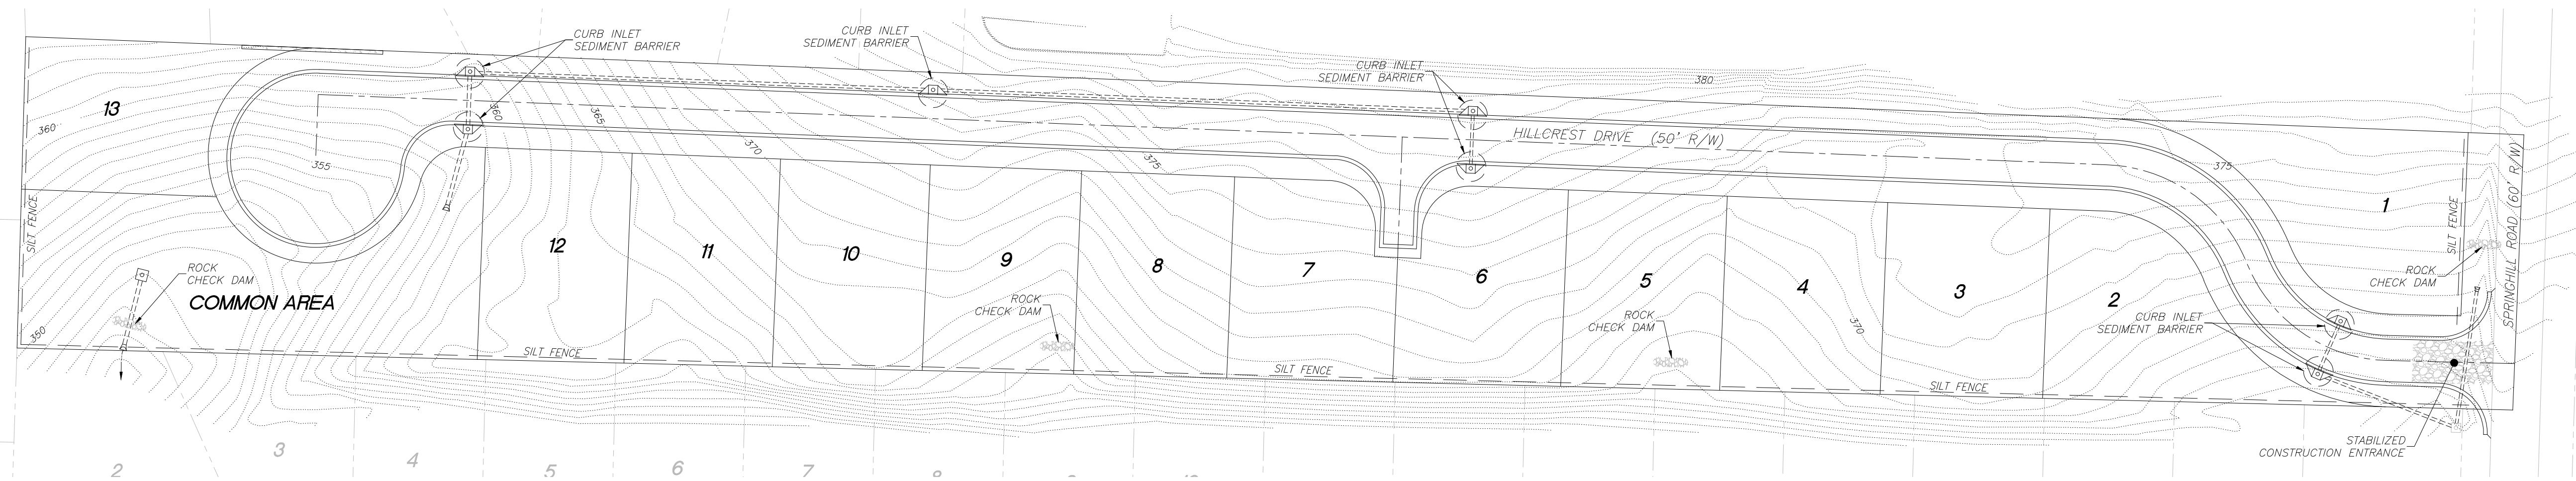 CURB INLET
SEDIMENT BARRIER
CURB INLET
SEDIMENT BARRIER
CURB INLET
SEDIMENT BARRIER
380
13
360
360
365
370
375
HILLCREST DRIVE (50' R/W)
375
355
SILT FENCE
12
11
10
9
8
7
6
5
4
3
2
1
SILT FENCE
SPRINGHILL ROAD (60' R/W)
ROCK
CHECK DAM
COMMON AREA
350
ROCK
CHECK DAM
ROCK
CHECK DAM
370
ROCK
CHECK DAM
CURB INLET
SEDIMENT BARRIER
SILT FENCE
SILT FENCE
SILT FENCE
STABILIZED
CONSTRUCTION ENTRANCE
2
3
4
5
6
7
8